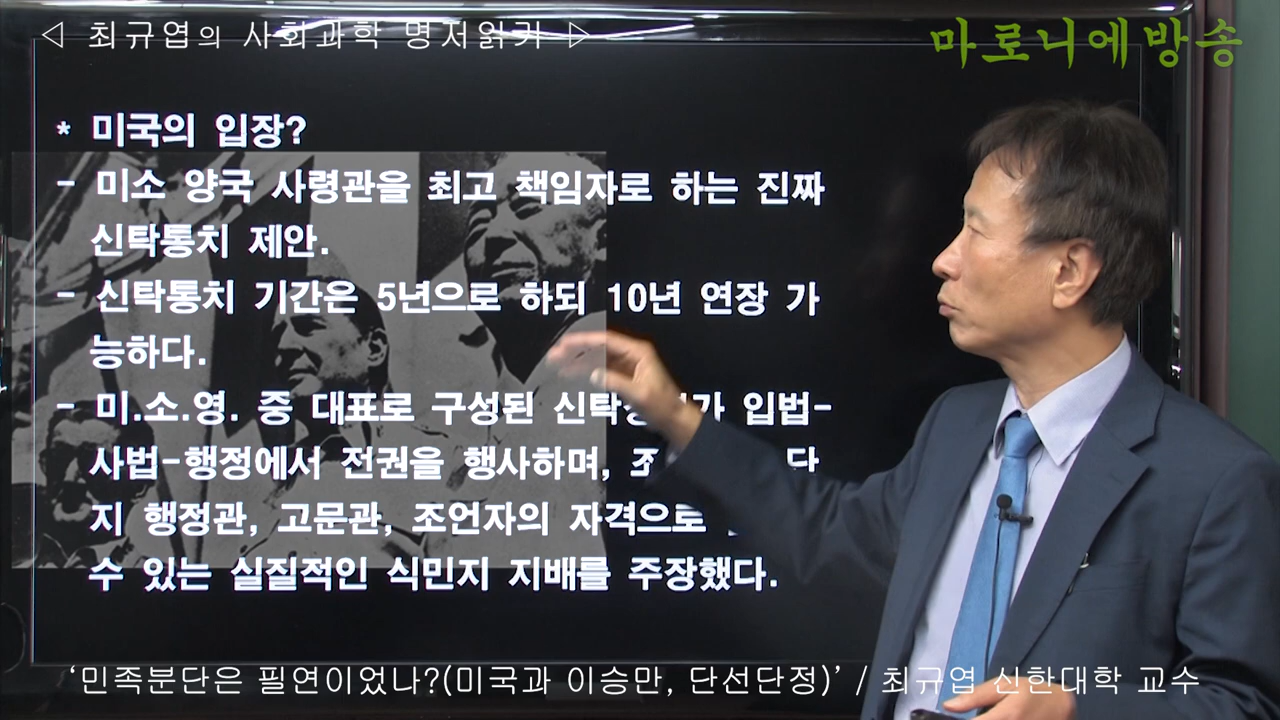 ◁ 최규엽의 사회과학 명저읽기 ▷
마로니에방송
* 미국의 입장?
- 미소 양국 사령관을 최고 책임자로 하는 진짜
신탁통치 제안.
- 신탁통치 기간은 5년으로 하되 10년 연장 가
능하다.
- 미.소.영. 중 대표로 구성된 입법-
사법-행정에서 전권을 행사하며,
지 행정관, 고문관, 조언자의 자격으로
수 있는 실질적인 식민지 지배를 주장했다.
‘민족분단은 필연이었나?(미국과 이승만, 단선단정)’ / 최규엽 신한대학 교수